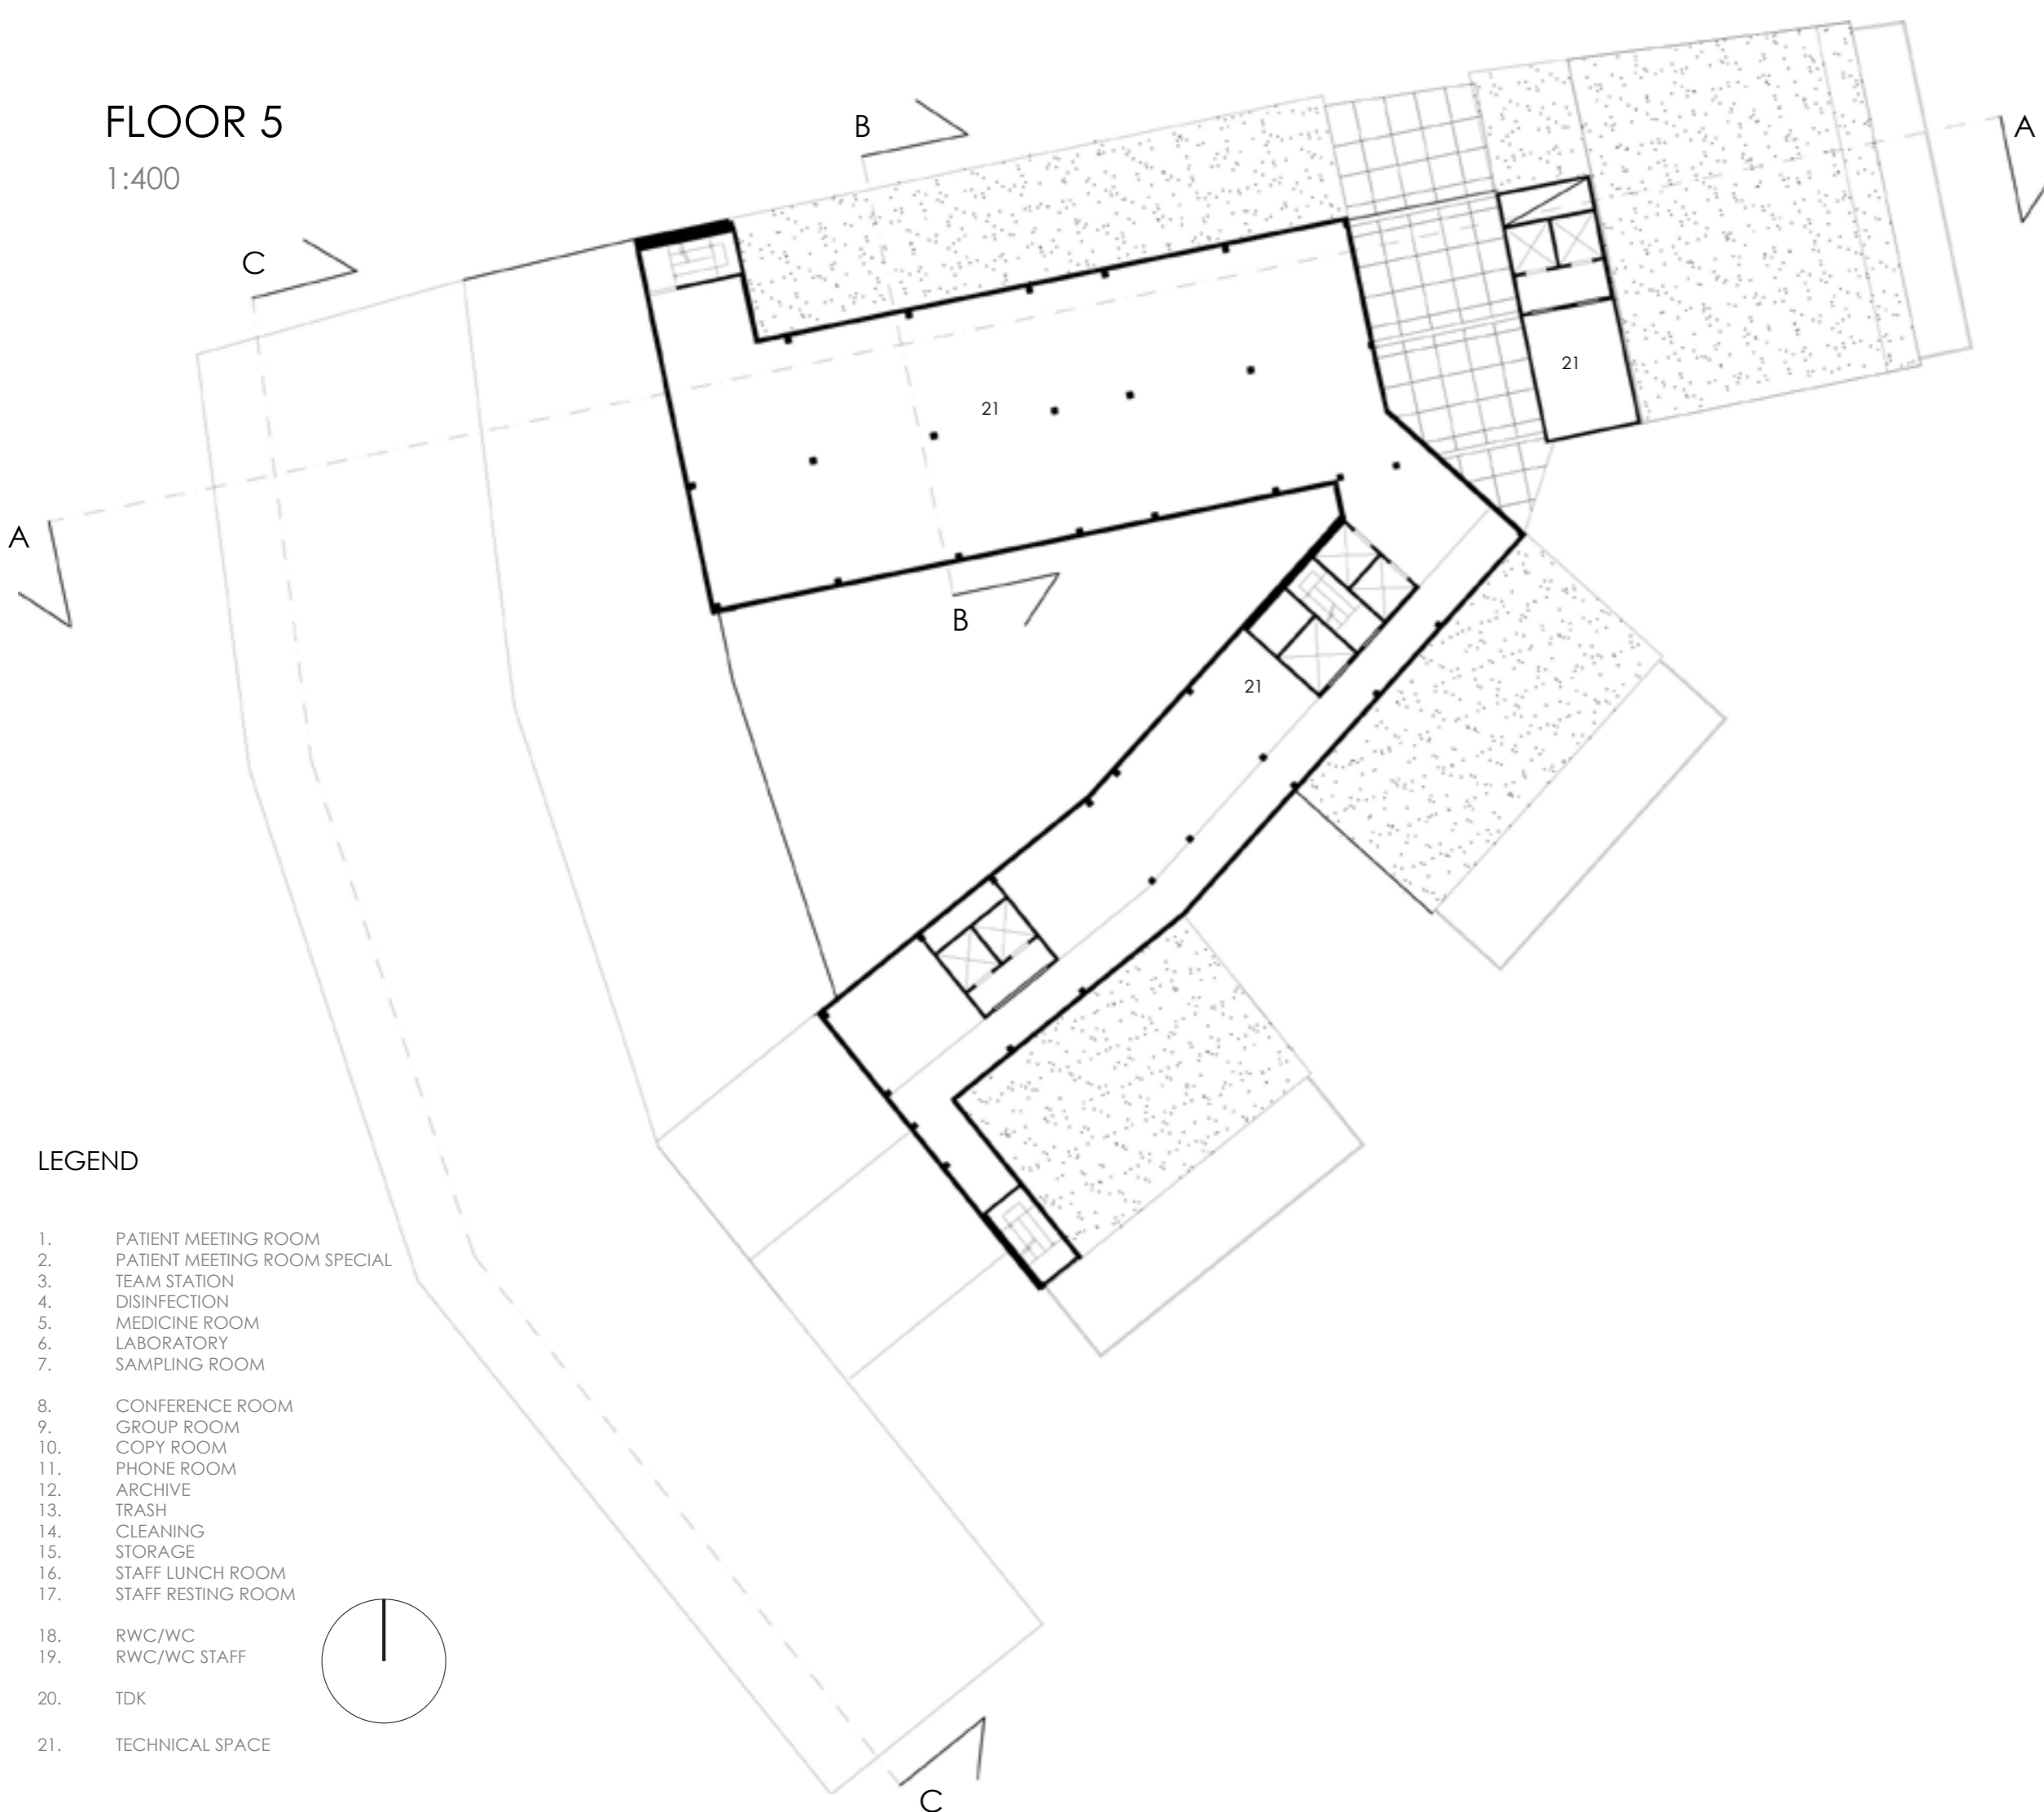 FLOOR 5
1:400
B
A
C
21
21
A
B
21
LEGEND
1. PATIENT MEETING ROOM
2. PATIENT MEETING ROOM SPECIAL
3. TEAM STATION
4. DISINFECTION
5. MEDICINE ROOM
6. LABORATORY
7. SAMPLING ROOM
8. CONFERENCE ROOM
9. GROUP ROOM
10. COPY ROOM
11. PHONE ROOM
12. ARCHIVE
13. TRASH
14. CLEANING
15. STORAGE
16. STAFF LUNCH ROOM
17. STAFF RESTING ROOM
18. RWC/WC
19. RWC/WC STAFF
20. TDK
21. TECHNICAL SPACE
C